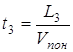 t₃ = L₃ / Vпон